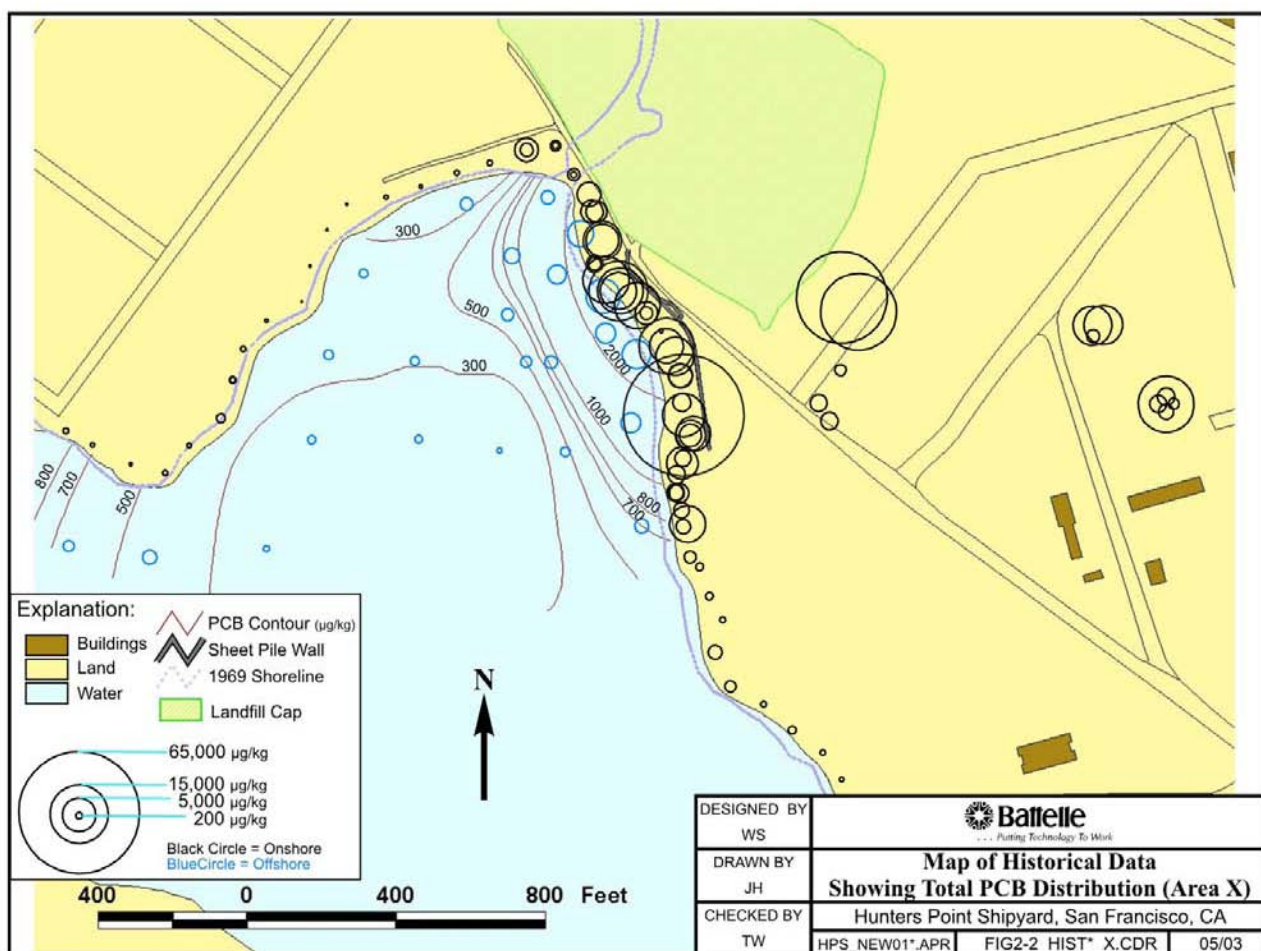 300
500
300
2000
1000
800
700
800
700
500
Explanation:
Buildings
Land
Water
PCB Contour (µg/kg)
Sheet Pile Wall
1969 Shoreline
Landfill Cap
65,000 µg/kg
15,000 µg/kg
5,000 µg/kg
200 µg/kg
Black Circle = Onshore
BlueCircle = Offshore
N
400 0 400 800 Feet
DESIGNED BY
WS
DRAWN BY
JH
CHECKED BY
TW
Battelle
. . . Putting Technology To Work
Map of Historical Data
Showing Total PCB Distribution (Area X)
Hunters Point Shipyard, San Francisco, CA
HPS_NEW01*.APR FIG2-2_HIST*_X.CDR 05/03